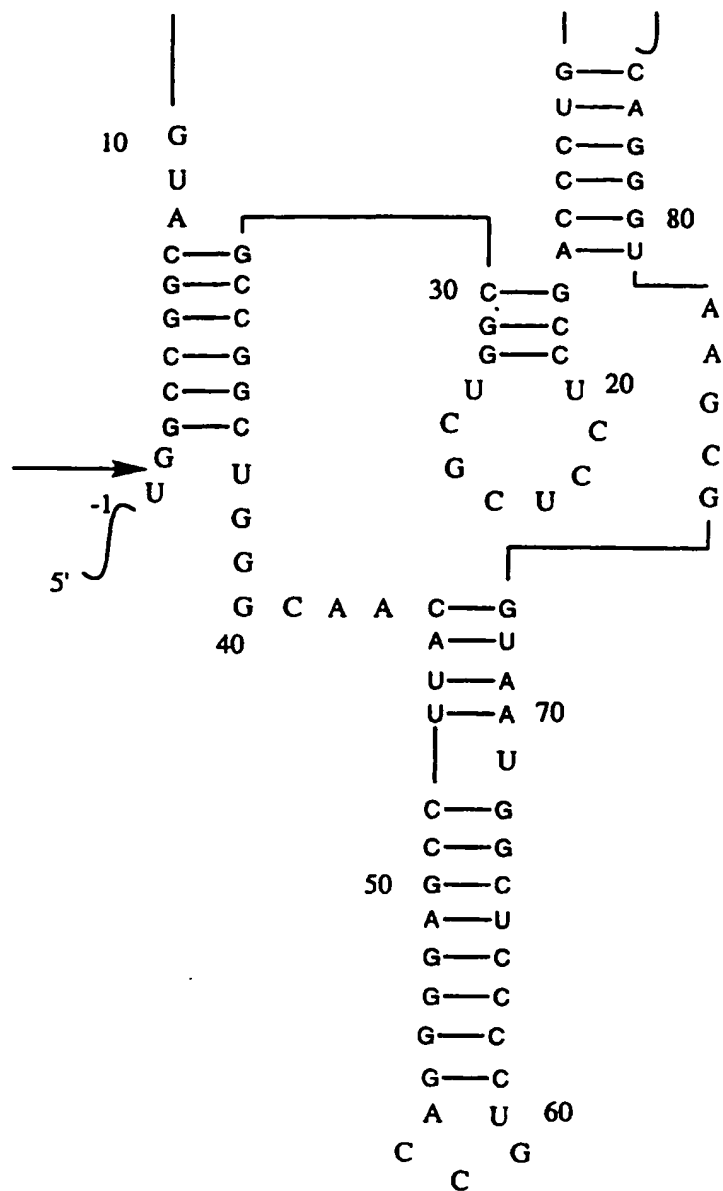 G C
U A
10 G C G
U C G
A C G 80
C G A U
G C 30 C G A
G C G C
C G G C A
C G U U 20 G
G C C C C
G U G C G
-1 U C U
G
5' G
G C A A C G
40 A U
U A
U A 70
U
C G
C G
50 G C
A U
G C
G C
G C
G C
A U 60
C G
C